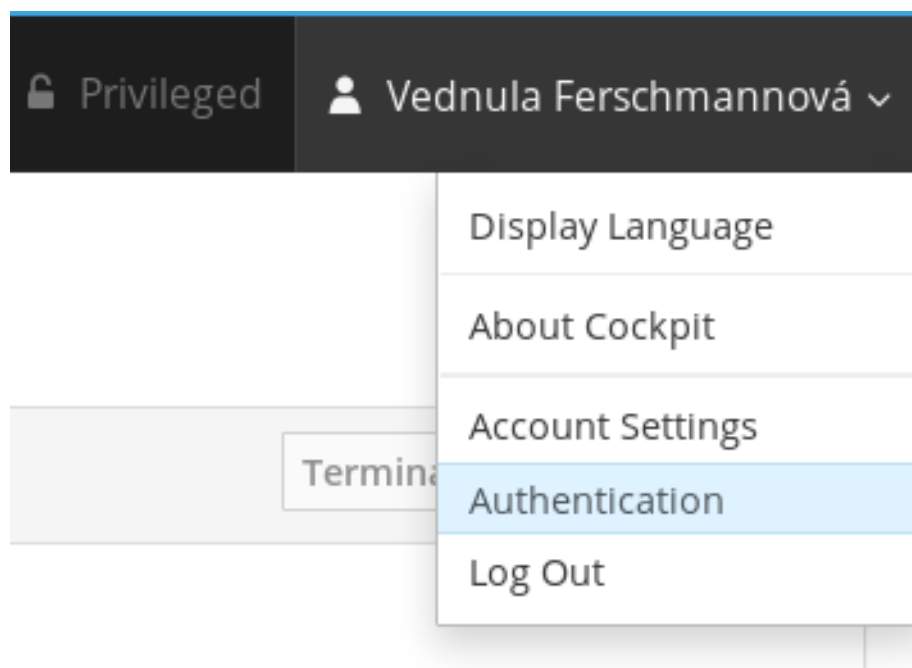 Privileged
Vednula Ferschmannová
Display Language
About Cockpit
Account Settings
Authentication
Log Out